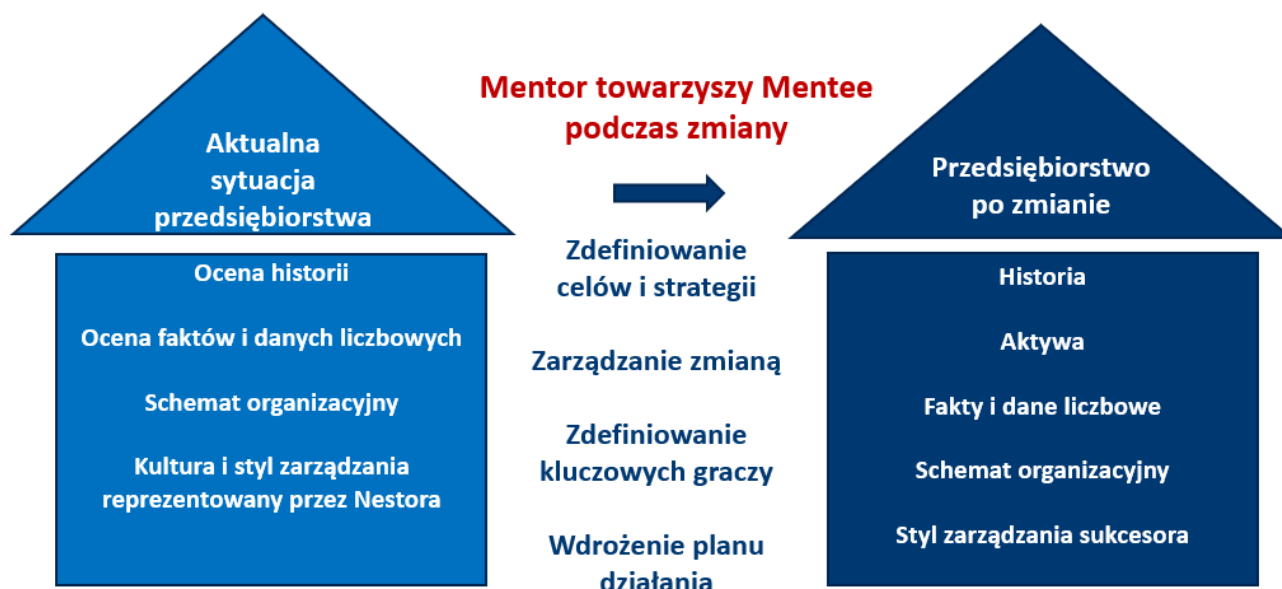 Aktualna
sytuacja
przedsiębiorstwa
Ocena historii
Ocena faktów i danych liczbowych
Schemat organizacyjny
Kultura i styl zarządzania
reprezentowany przez Nestora
Mentor towarzyszy Mentee
podczas zmiany
Zdefiniowanie
celów i strategii
Zarządzanie zmianą
Zdefiniowanie
kluczowych graczy
Wdrożenie planu
działania
Przedsiębiorstwo
po zmianie
Historia
Aktywa
Fakty i dane liczbowe
Schemat organizacyjny
Styl zarządzania sukcesora